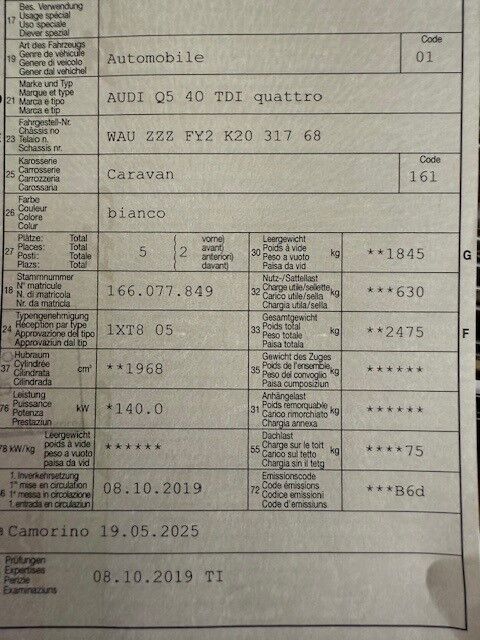 Bes. Verwendung
17 Usage spécial
Uso speciale
Diever spezial
19 Art des Fahrzeugs
Genre de véhicule
Genere di veicolo
Gener dal vehichel
Automobile
Code
01
21 Marke und Typ
Marque et type
Marca e tipo
Marca e tip
AUDI Q5 40 TDI quattro
23 Fahrgestell-Nr.
Châssis no
Telaio n.
Schassis nr.
WAU ZZZ FY2 K20 317 68
25 Karosserie
Carrosserie
Carrozzeria
Carossaria
Caravan
Code
161
26 Farbe
Couleur
Colore
Colur
bianco
27 Plätze: Total
Places: Total
Posti: Totale
Plazs: Total
5 (2 vorne)
avant)
anteriori)
davant)
30 Leergewicht
Poids à vide
Peso a vuoto
Paisa da vid
kg
**1845
G
18 Stammnummer
N° matricule
N. di matricola
Nr. da matricla
166.077.849
32 Nutz-/Sattellast
Charge utile/sellette
Carico utile/sella
Chargia útila/sella
kg
***630
24 Typengenehmigung
Réception par type
Approvazione del tipo
Approvaziun dal tip
1XT8 05
33 Gesamtgewicht
Poids total
Peso totale
Paisa totala
kg
**2475
F
37 Hubraum
Cylindrée
Cilindrata
Cilindrada
cm³
**1968
35 Gewicht des Zuges
Poids de l'ensemble
Peso del convoglio
Paisa cumposiziun
kg
******
76 Leistung
Puissance
Potenza
Prestaziun
kW
*140.0
31 Anhängelast
Poids remorquable
Carico rimorchiato
Chargia annexa
kg
******
78 kW/kg Leergewicht
poids à vide
peso a vuoto
paisa da vid
******
55 Dachlast
Charge sur le toit
Carico sul tetto
Chargia sin il tetg
kg
****75
1. Inverkehrsetzung
1re mise en circulation
1a messa in circolazione
1. entrada en circulaziun
08.10.2019
72 Emissionscode
Code émissions
Codice emissioni
Code d'emissiuns
***B6d
Camorino 19.05.2025
Prüfungen
Expertises
Perizie
Examinaziuns
08.10.2019 TI